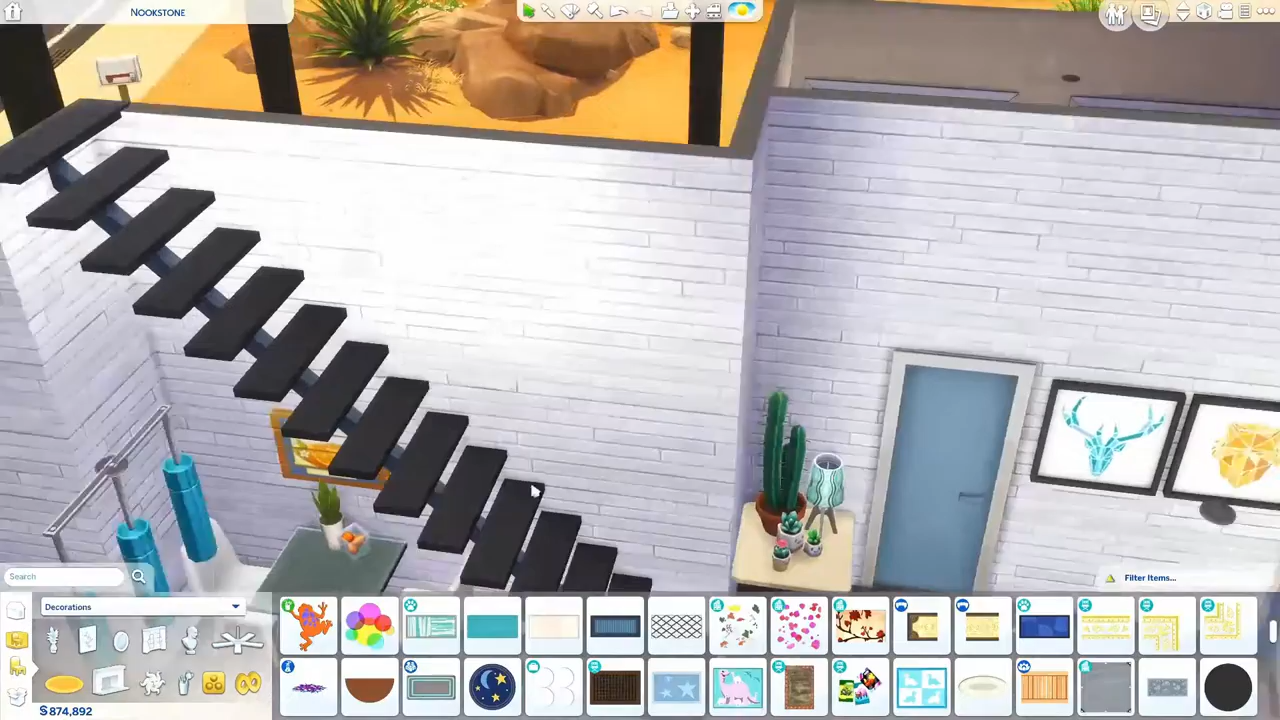 NOOKSTONE
Search
Filter Items...
Decorations
§874,892